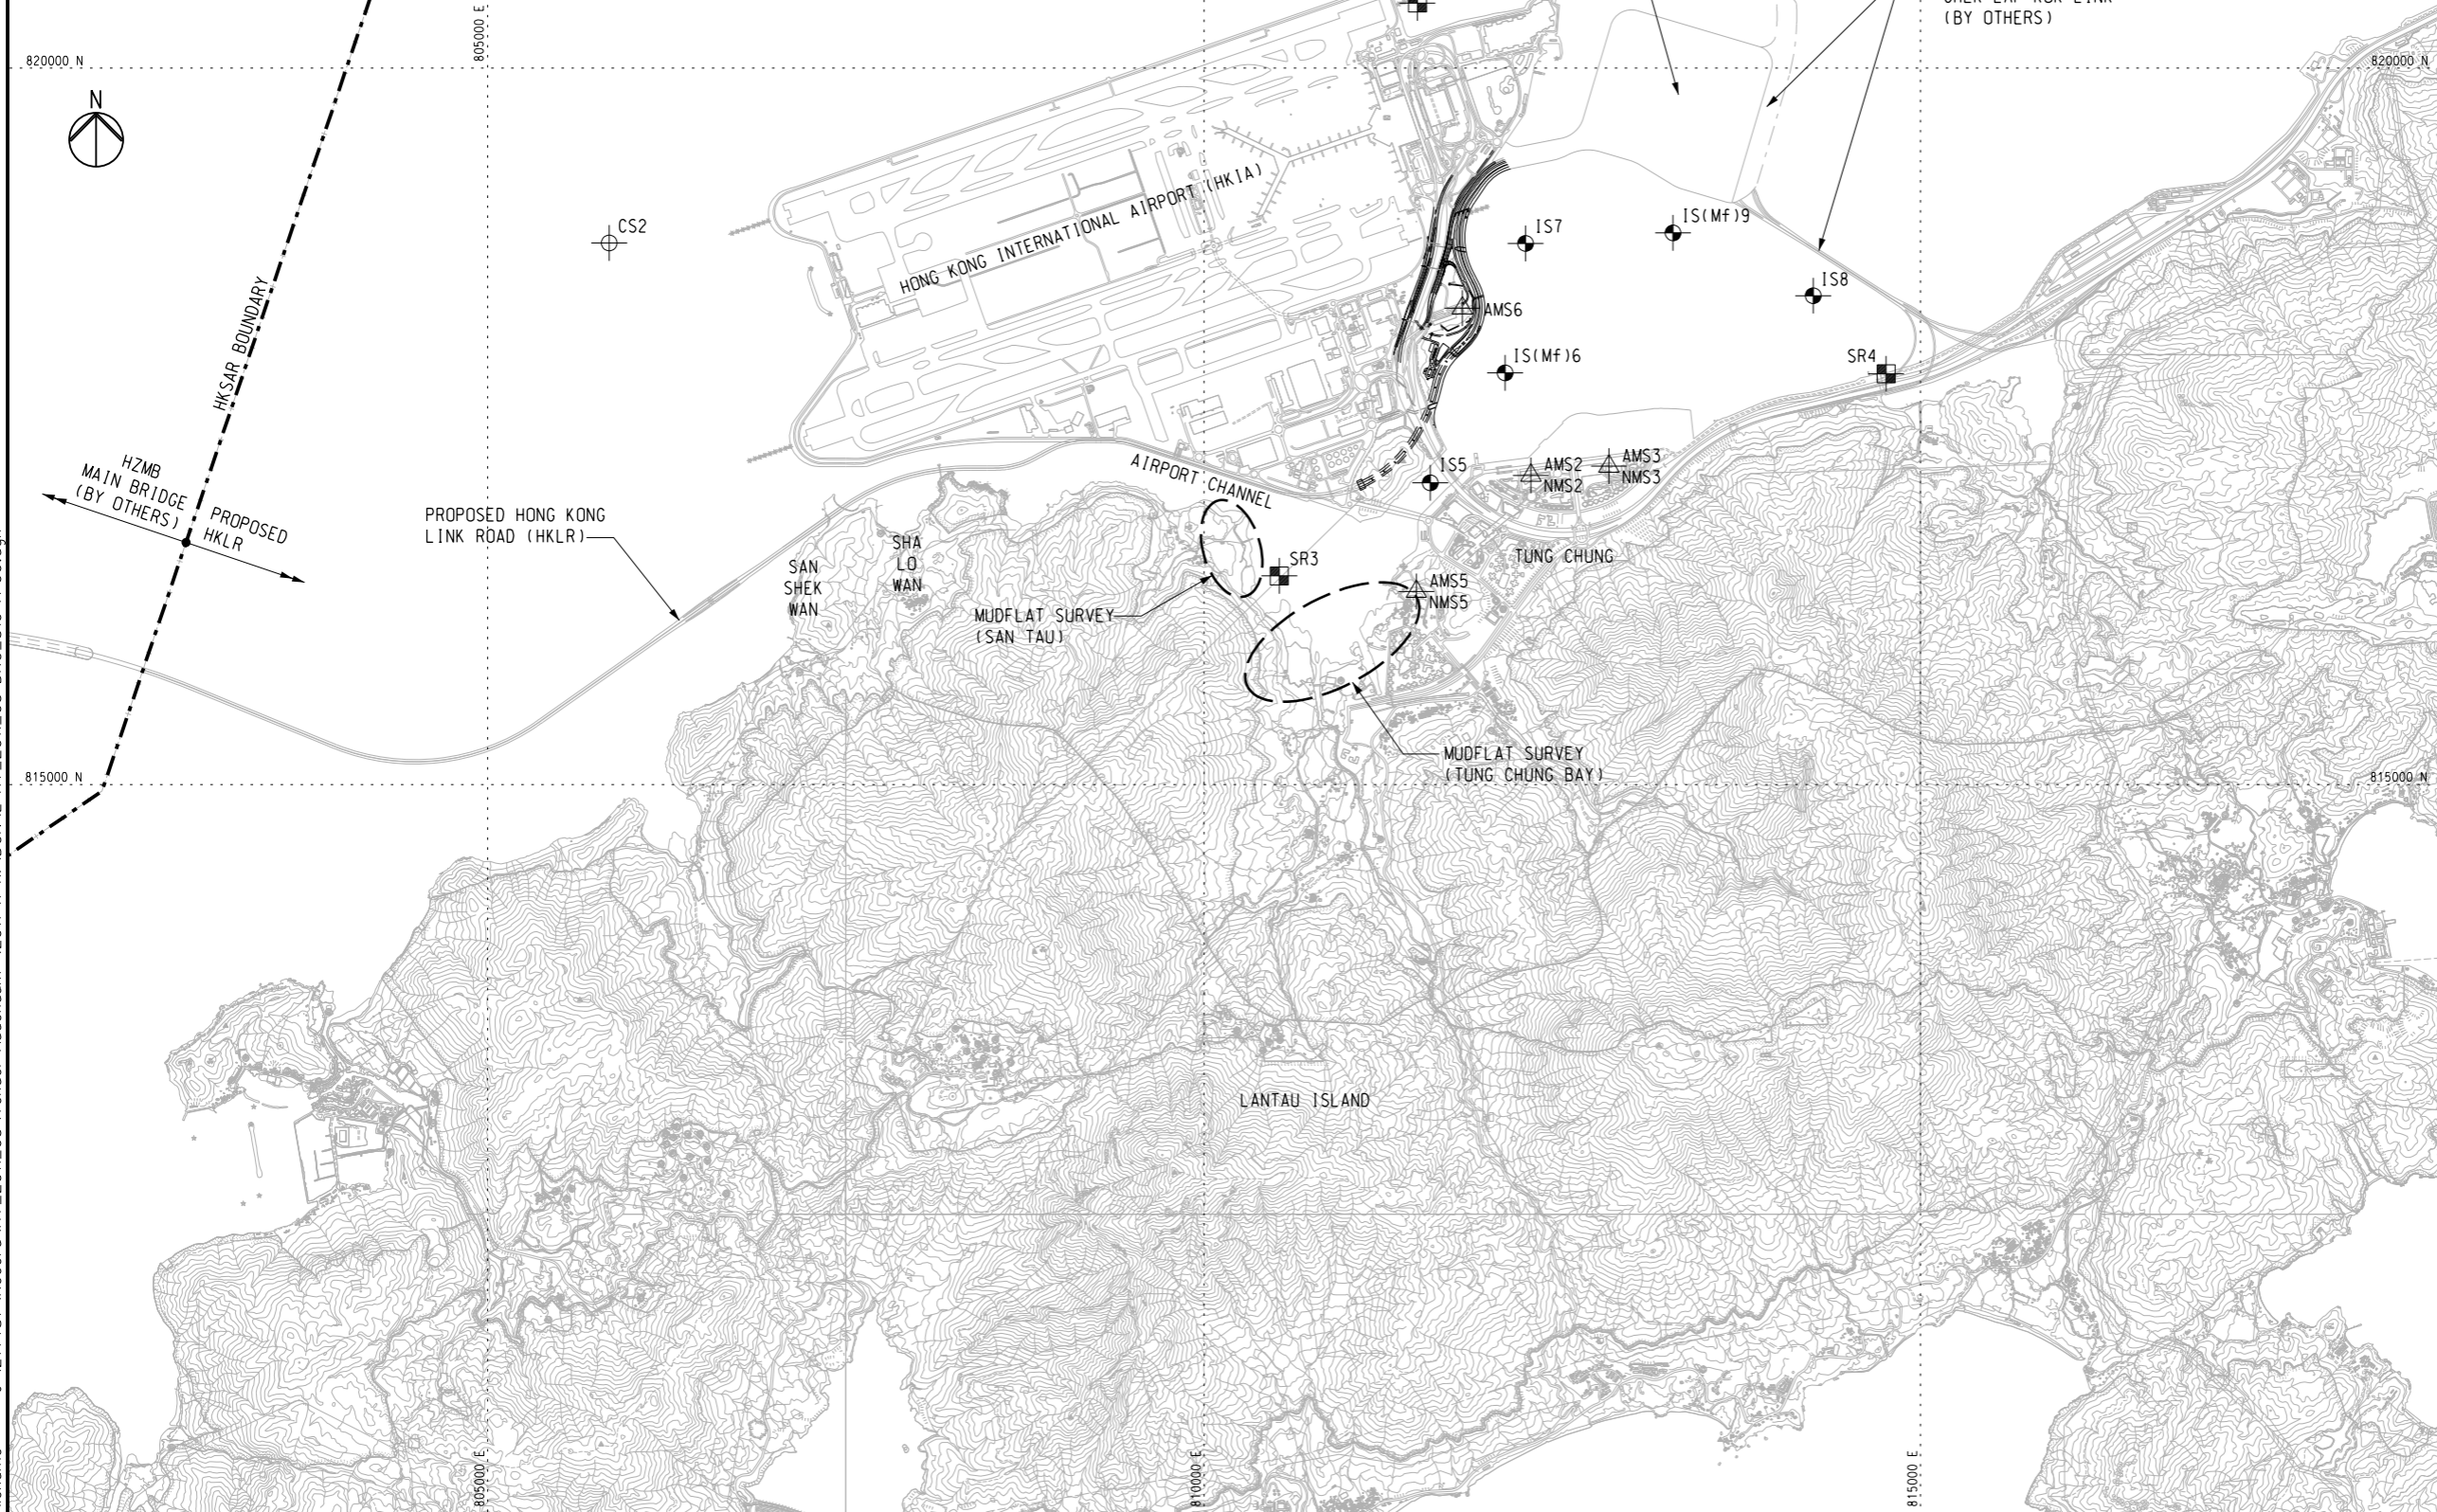 (BY OTHERS)
805000 E
820000 N
820000 N
N
CS2
HONG KONG INTERNATIONAL AIRPORT (HKIA)
IS7
IS(Mf)9
IS8
AMS6
HKSAR BOUNDARY
IS(Mf)6
SR4
HZMB
MAIN BRIDGE
(BY OTHERS)
PROPOSED
HKLR
AIRPORT CHANNEL
IS5
AMS2
NMS2
AMS3
NMS3
PROPOSED HONG KONG
LINK ROAD (HKLR)
SAN
SHEK
WAN
SHA
LO
WAN
SR3
TUNG CHUNG
AMS5
NMS5
MUDFLAT SURVEY
(SAN TAU)
MUDFLAT SURVEY
(TUNG CHUNG BAY)
815000 N
815000 N
LANTAU ISLAND
805000 E
810000 E
815000 E